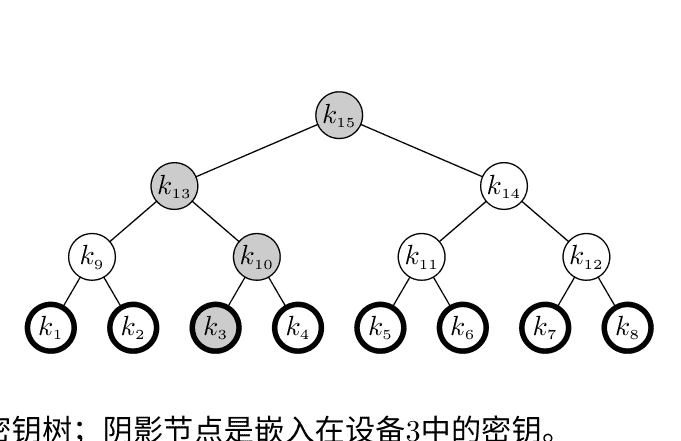 k₁₅
k₁₃ k₁₄
k₉ k₁₀ k₁₁ k₁₂
k₁ k₂ k₃ k₄ k₅ k₆ k₇ k₈
密钥树；阴影节点是嵌入在设备3中的密钥。